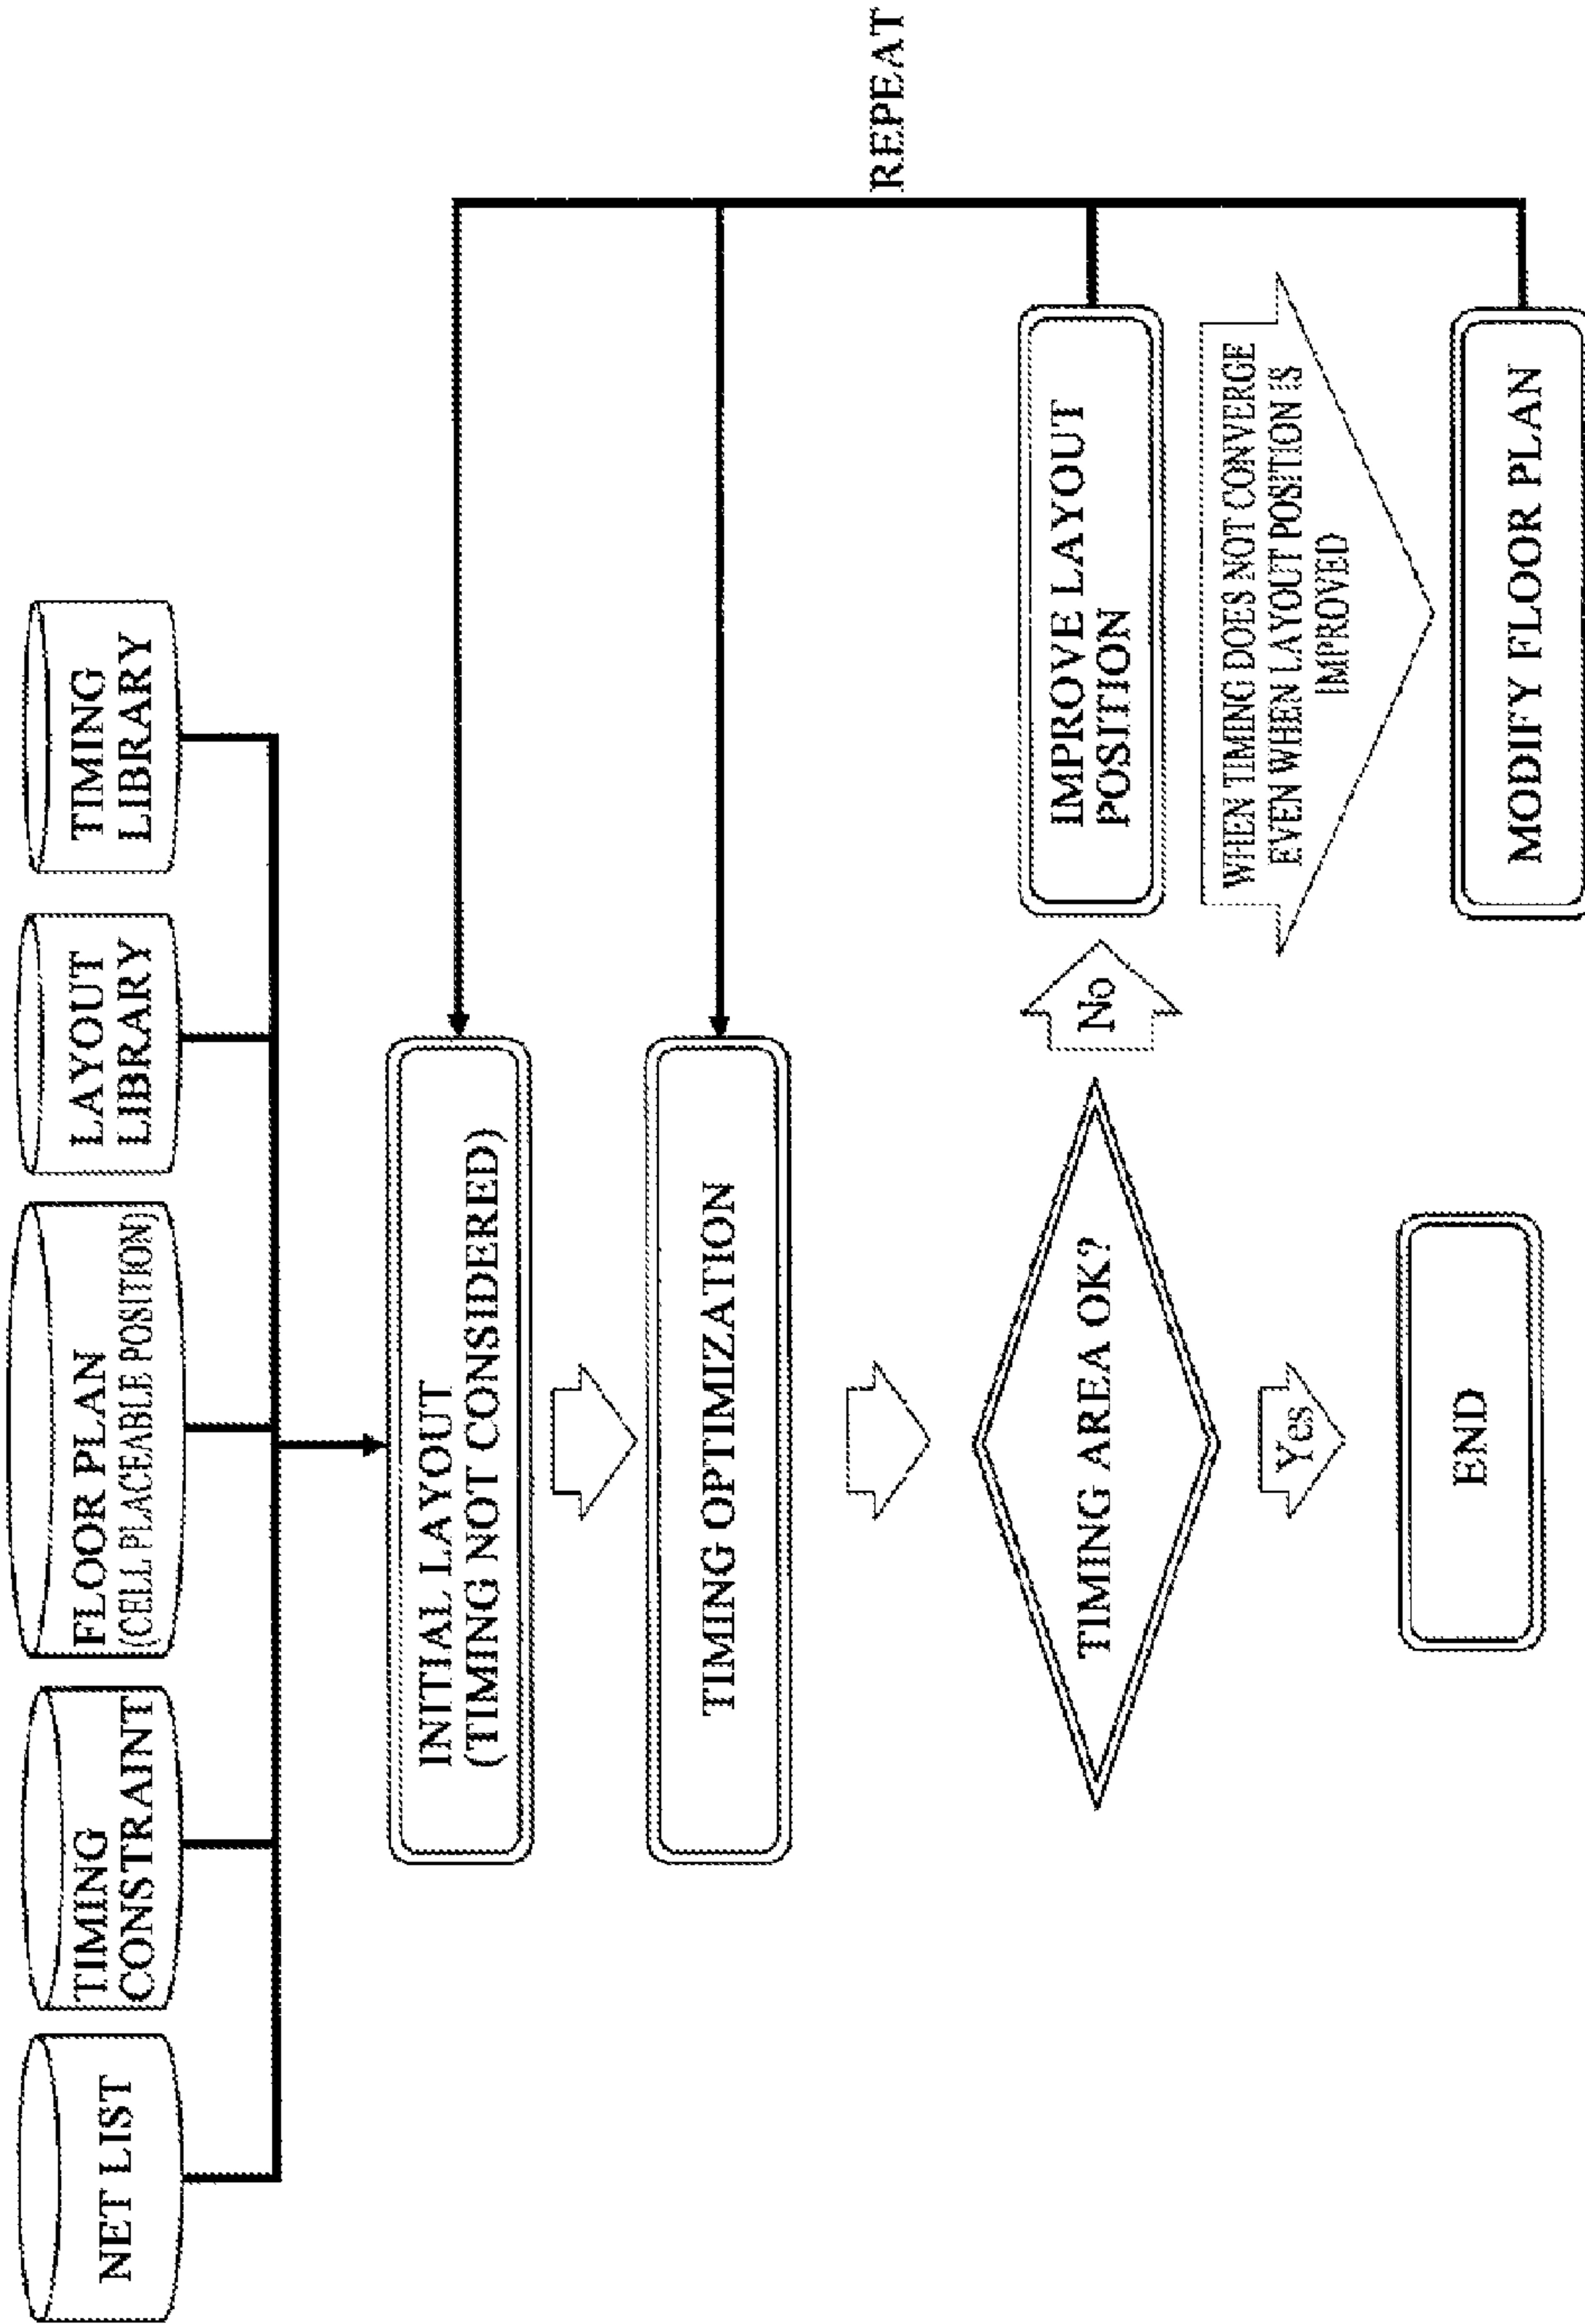 NET LIST
TIMING
CONSTRAINT
FLOOR PLAN
(CELL PLACEABLE POSITION)
LAYOUT
LIBRARY
TIMING
LIBRARY
INITIAL LAYOUT
(TIMING NOT CONSIDERED)
TIMING OPTIMIZATION
REPEAT
TIMING AREA OK?
No
IMPROVE LAYOUT
POSITION
WHEN TIMING DOES NOT CONVERGE
EVEN WHEN LAYOUT POSITION IS
IMPROVED
Yes
END
MODIFY FLOOR PLAN